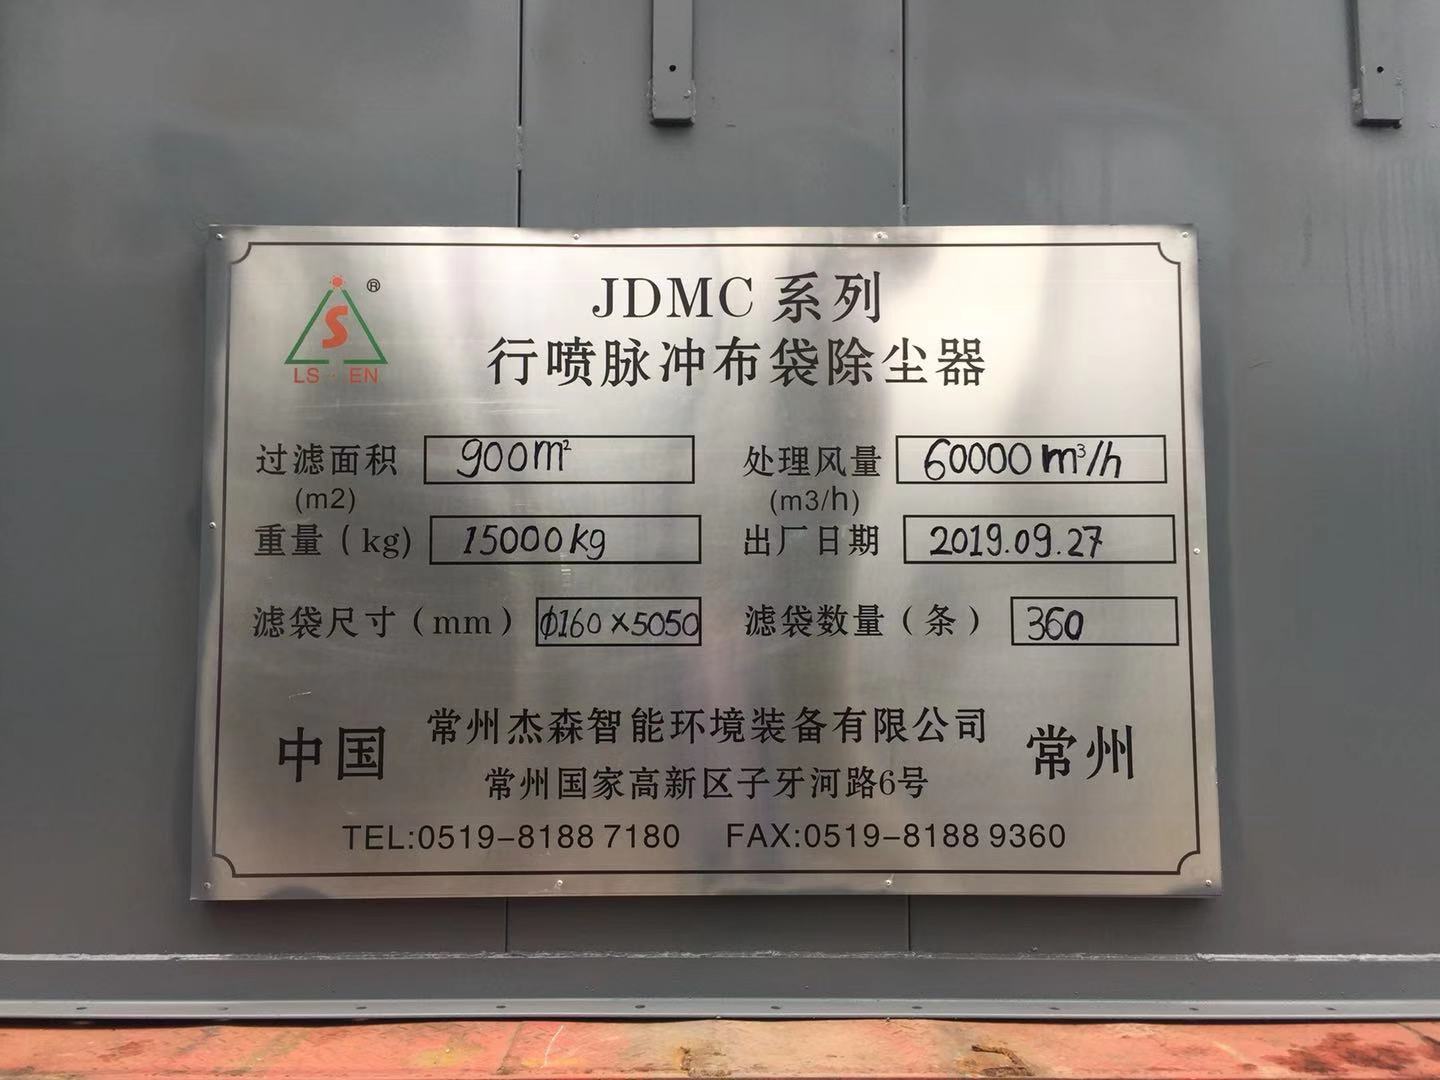 ®
S
LS EN
JDMC 系列
行喷脉冲布袋除尘器
过滤面积 900m² 处理风量 60000m³/h
(m2) (m3/h)
重量（kg) 15000kg 出厂日期 2019.09.27
滤袋尺寸（mm） φ160×5050 滤袋数量（条） 360
中国 常州杰森智能环境装备有限公司 常州
常州国家高新区子牙河路6号
TEL:0519-8188 7180 FAX:0519-8188 9360